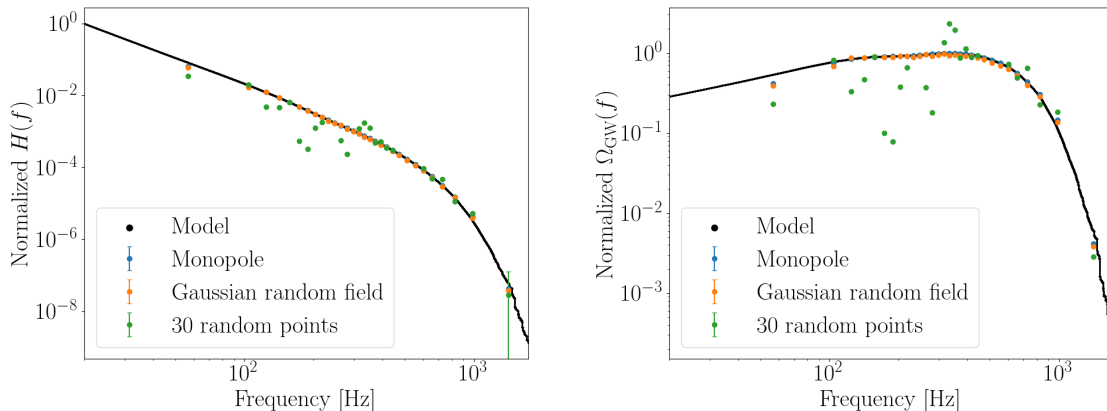 Normalized H(f)
10^0
10^-2
10^-4
10^-6
10^-8
Model
Monopole
Gaussian random field
30 random points
10^2
10^3
Frequency [Hz]
Normalized Ω_GW(f)
10^0
10^-1
10^-2
10^-3
Model
Monopole
Gaussian random field
30 random points
10^2
10^3
Frequency [Hz]